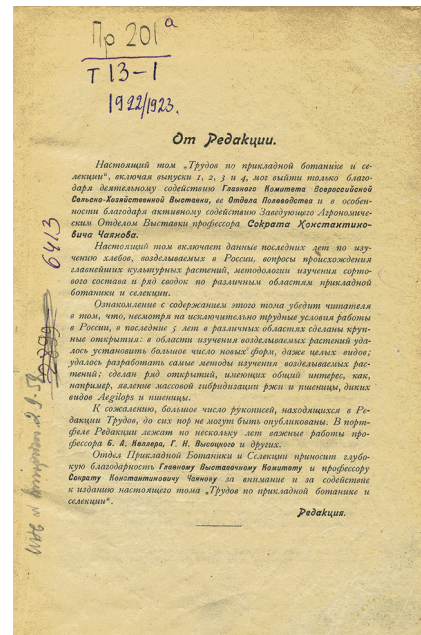 Пр 201 а
Т 13-1
1922/1923.
От Редакции.
Настоящий том „Трудов по прикладной ботанике и се-
лекции“, включая выпуски 1, 2, 3 и 4, мог выйти только благо-
даря деятельному содействию Главного Комитета Всероссийской
Сельско-Хозяйственной Выставки, ее Отдела Полеводства и в особен-
ности благодаря активному содействию Заведующего Агрономичес-
ким Отделом Выставки профессора Сократа Константино-
вича Чаянова.
Настоящий том включает данные последних лет по изу-
чению хлебов, возделываемых в России, вопросы происхождения
главнейших культурных растений, методологии изучения сорто-
вого состава и ряд сводок по различным областям прикладной
ботаники и селекции.
Ознакомление с содержанием этого тома убедит читателя
в том, что, несмотря на исключительно трудные условия работы
в России, в последние 5 лет в различных областях сделаны круп-
ные открытия: в области изучения возделываемых растений уда-
лось установить большое число новых форм, даже целых видов;
удалось разработать самые методы изучения возделываемых рас-
тений; сделан ряд открытий, имеющих общий интерес, как,
например, явление массовой гибридизации ржи и пшеницы, диких
видов Aegilops и пшеницы.
К сожалению, большое число рукописей, находящихся в Ре-
дакции Трудов, до сих пор не могут быть опубликованы. В порт-
феле Редакции лежат по нескольку лет важные работы про-
фессора Б. А. Келлера, Г. Н. Высоцкого и других.
Отдел Прикладной Ботаники и Селекции приносит глубо-
кую благодарность Главному Выставочному Комитету и профессору
Сократу Константиновичу Чаянову за внимание и за содействие
к изданию настоящего тома „Трудов по прикладной ботанике и
селекции“.
Редакция.
6413